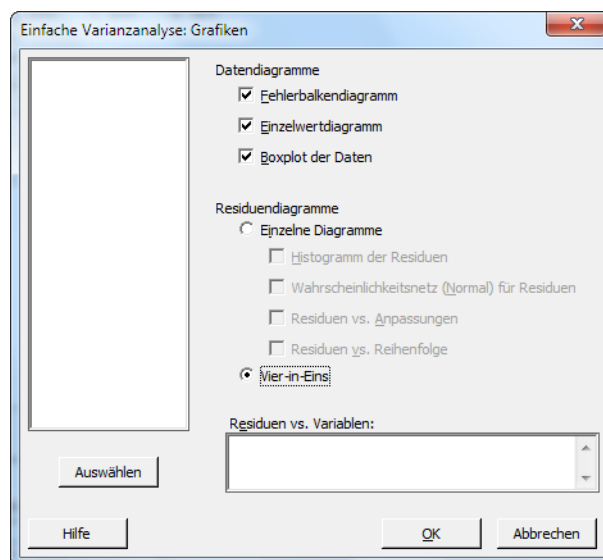 Einfache Varianzanalyse: Grafiken
Datendiagramme
Fehlerbalkendiagramm
Einzelwertdiagramm
Boxplot der Daten
Residuendiagramme
Einzelne Diagramme
Histogramm der Residuen
Wahrscheinlichkeitsnetz (Normal) für Residuen
Residuen vs. Anpassungen
Residuen vs. Reihenfolge
Vier-in-Eins
Residuen vs. Variablen:
Auswählen
Hilfe
OK
Abbrechen